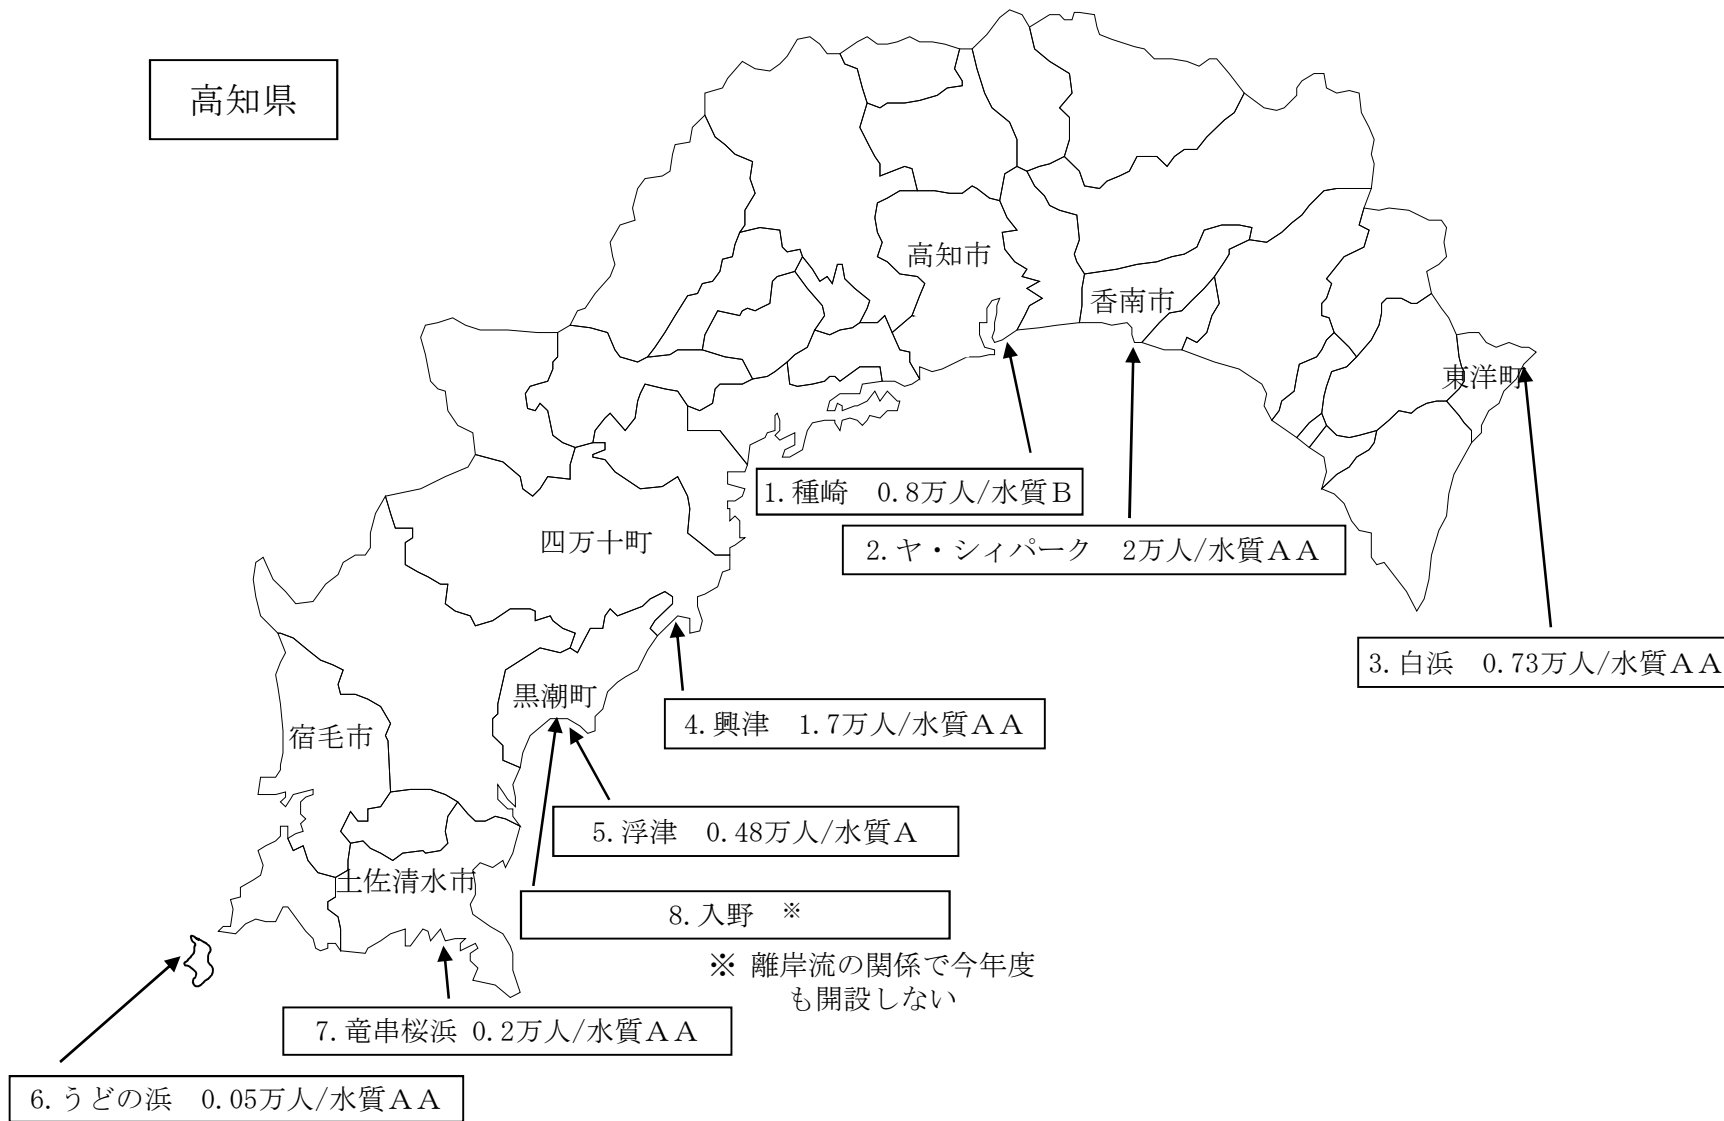 高知県
高知市
香南市
東洋町
1.種崎　0.8万人/水質Ｂ
2.ヤ・シィパーク　2万人/水質ＡＡ
四万十町
3.白浜　0.73万人/水質ＡＡ
黒潮町
4.興津　1.7万人/水質ＡＡ
宿毛市
5.浮津　0.48万人/水質Ａ
土佐清水市
8.入野　※
※ 離岸流の関係で今年度
も開設しない
7.竜串桜浜 0.2万人/水質ＡＡ
6.うどの浜　0.05万人/水質ＡＡ